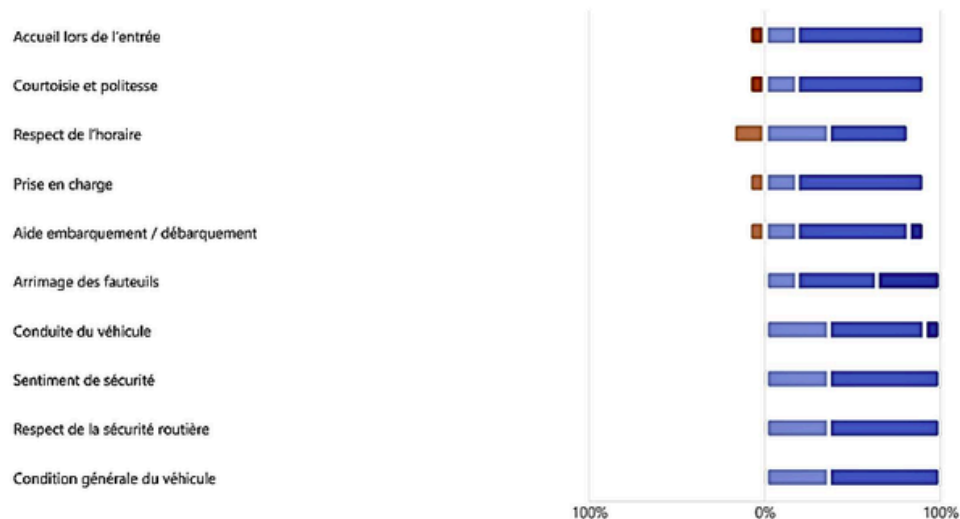 Accueil lors de l'entrée
Courtoisie et politesse
Respect de l'horaire
Prise en charge
Aide embarquement / débarquement
Arrimage des fauteuils
Conduite du véhicule
Sentiment de sécurité
Respect de la sécurité routière
Condition générale du véhicule
100% 0% 100%